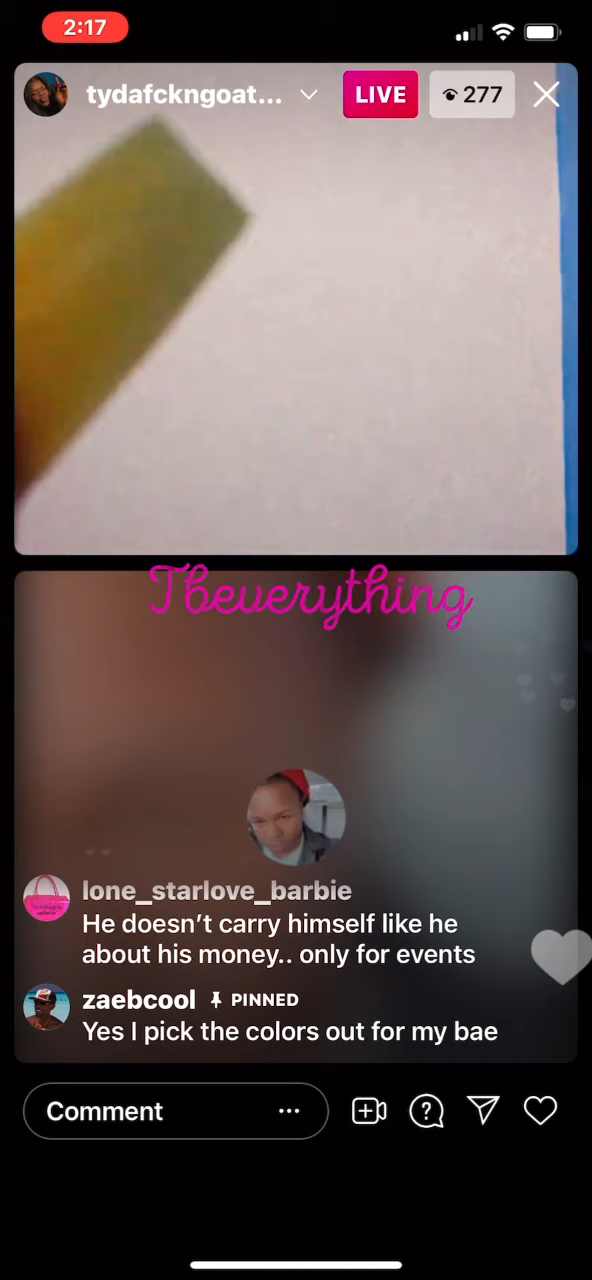 2:17
tydafckngoat...
LIVE
277
Tbeverything
lone_starlove_barbie
He doesn't carry himself like he
about his money.. only for events
zaebcool PINNED
Yes I pick the colors out for my bae
Comment ...